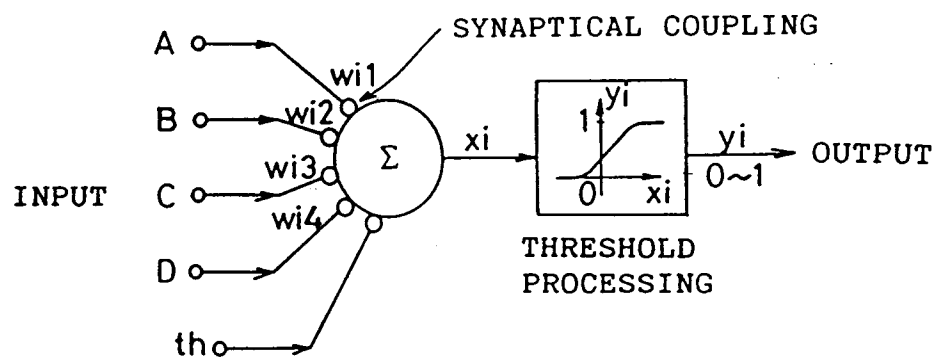 A
SYNAPTICAL COUPLING
wi1
B
wi2
1
yi
Σ
xi
yi
OUTPUT
0~1
INPUT
C
wi3
0
xi
wi4
D
THRESHOLD
PROCESSING
th